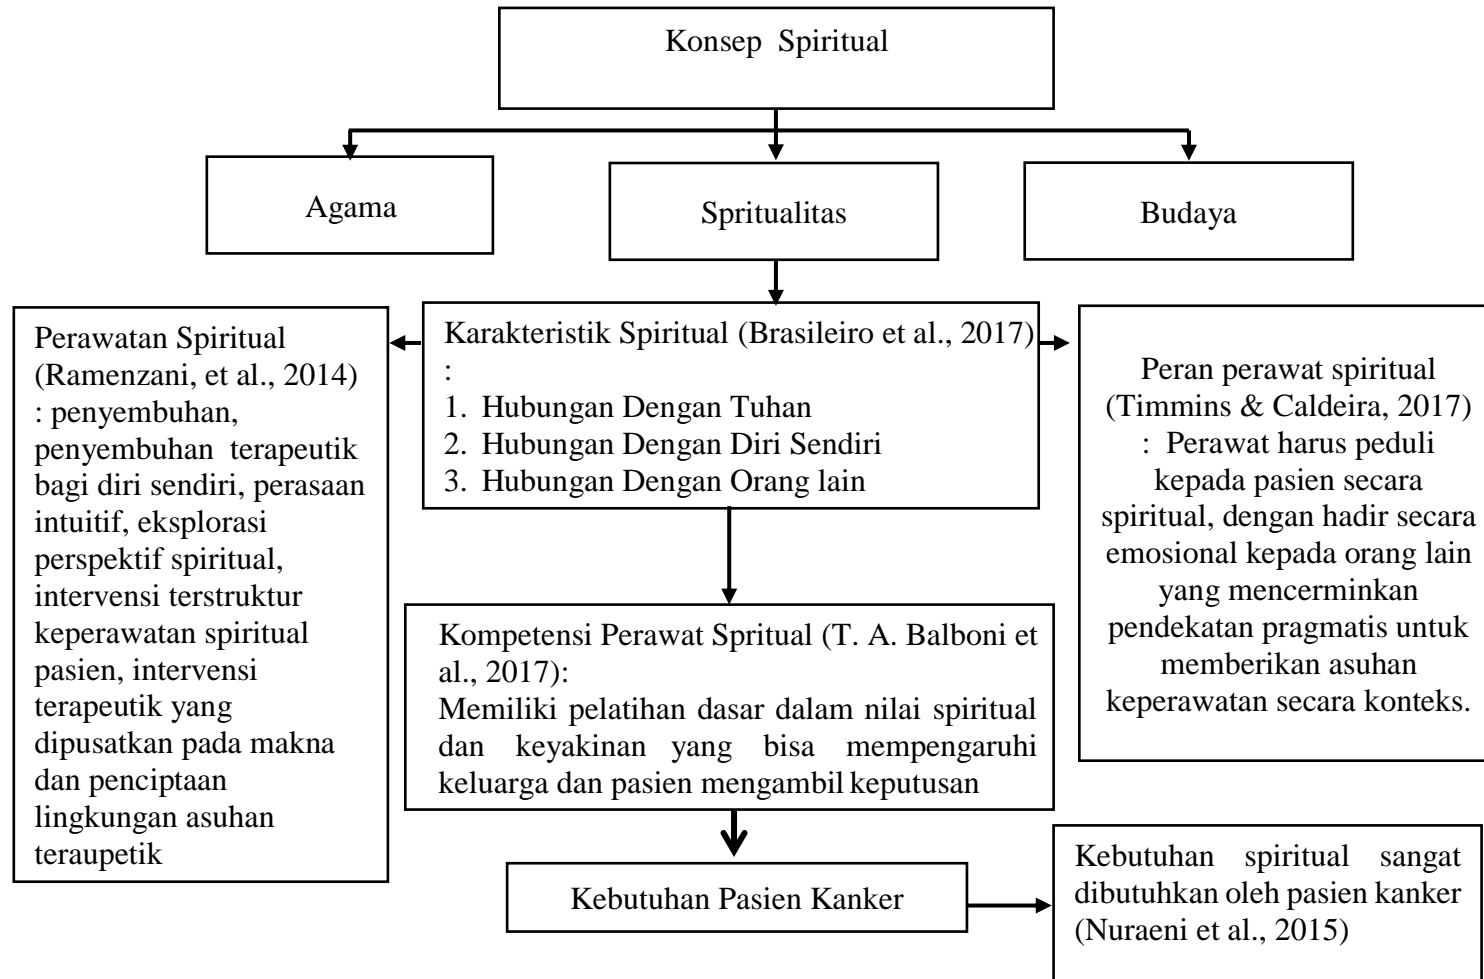 Konsep Spiritual
Agama
Spritualitas
Budaya
Perawatan Spiritual
(Ramenzani, et al., 2014)
: penyembuhan,
penyembuhan terapeutik
bagi diri sendiri, perasaan
intuitif, eksplorasi
perspektif spiritual,
intervensi terstruktur
keperawatan spiritual
pasien, intervensi
terapeutik yang
dipusatkan pada makna
dan penciptaan
lingkungan asuhan
teraupetik
Karakteristik Spiritual (Brasileiro et al., 2017)
:
1. Hubungan Dengan Tuhan
2. Hubungan Dengan Diri Sendiri
3. Hubungan Dengan Orang lain
Peran perawat spiritual
(Timmins & Caldeira, 2017)
: Perawat harus peduli
kepada pasien secara
spiritual, dengan hadir secara
emosional kepada orang lain
yang mencerminkan
pendekatan pragmatis untuk
memberikan asuhan
keperawatan secara konteks.
Kompetensi Perawat Spritual (T. A. Balboni et
al., 2017):
Memiliki pelatihan dasar dalam nilai spiritual
dan keyakinan yang bisa mempengaruhi
keluarga dan pasien mengambil keputusan
Kebutuhan Pasien Kanker
Kebutuhan spiritual sangat
dibutuhkan oleh pasien kanker
(Nuraeni et al., 2015)